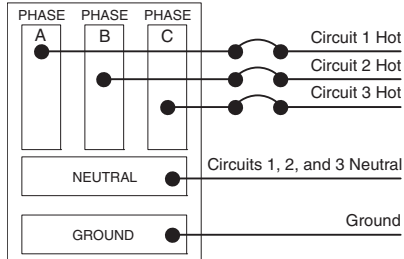 PHASE PHASE PHASE
A B C
Circuit 1 Hot
Circuit 2 Hot
Circuit 3 Hot
NEUTRAL
Circuits 1, 2, and 3 Neutral
GROUND
Ground